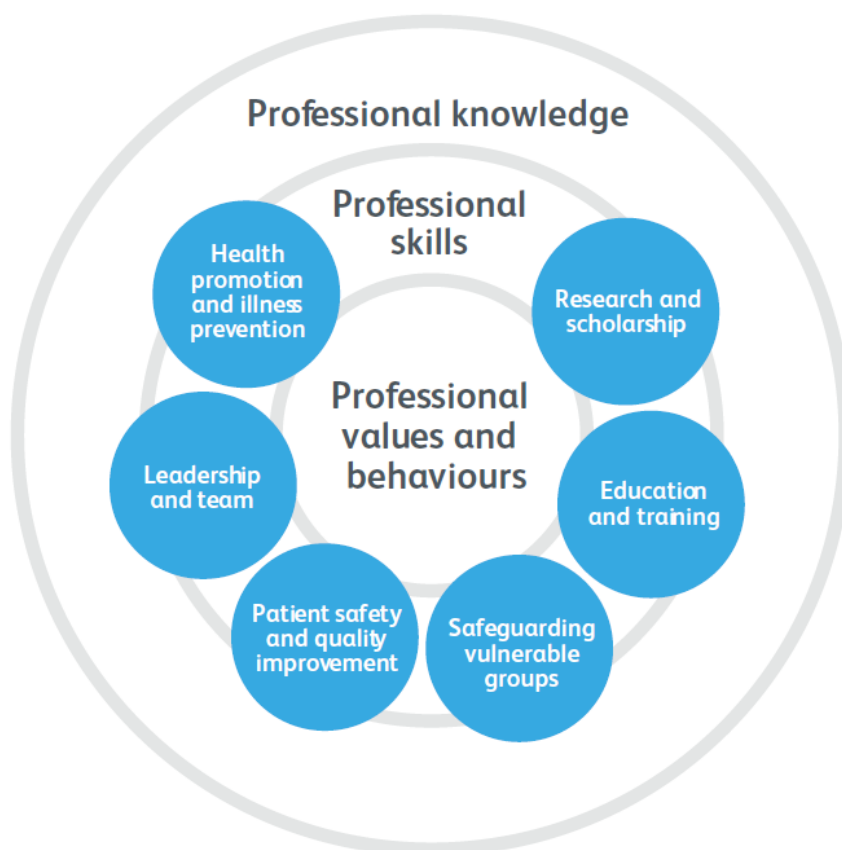 Professional knowledge
Professional
skills
Health
promotion
and illness
prevention
Research and
scholarship
Professional
values and
behaviours
Leadership
and team
Education
and training
Patient safety
and quality
improvement
Safeguarding
vulnerable
groups